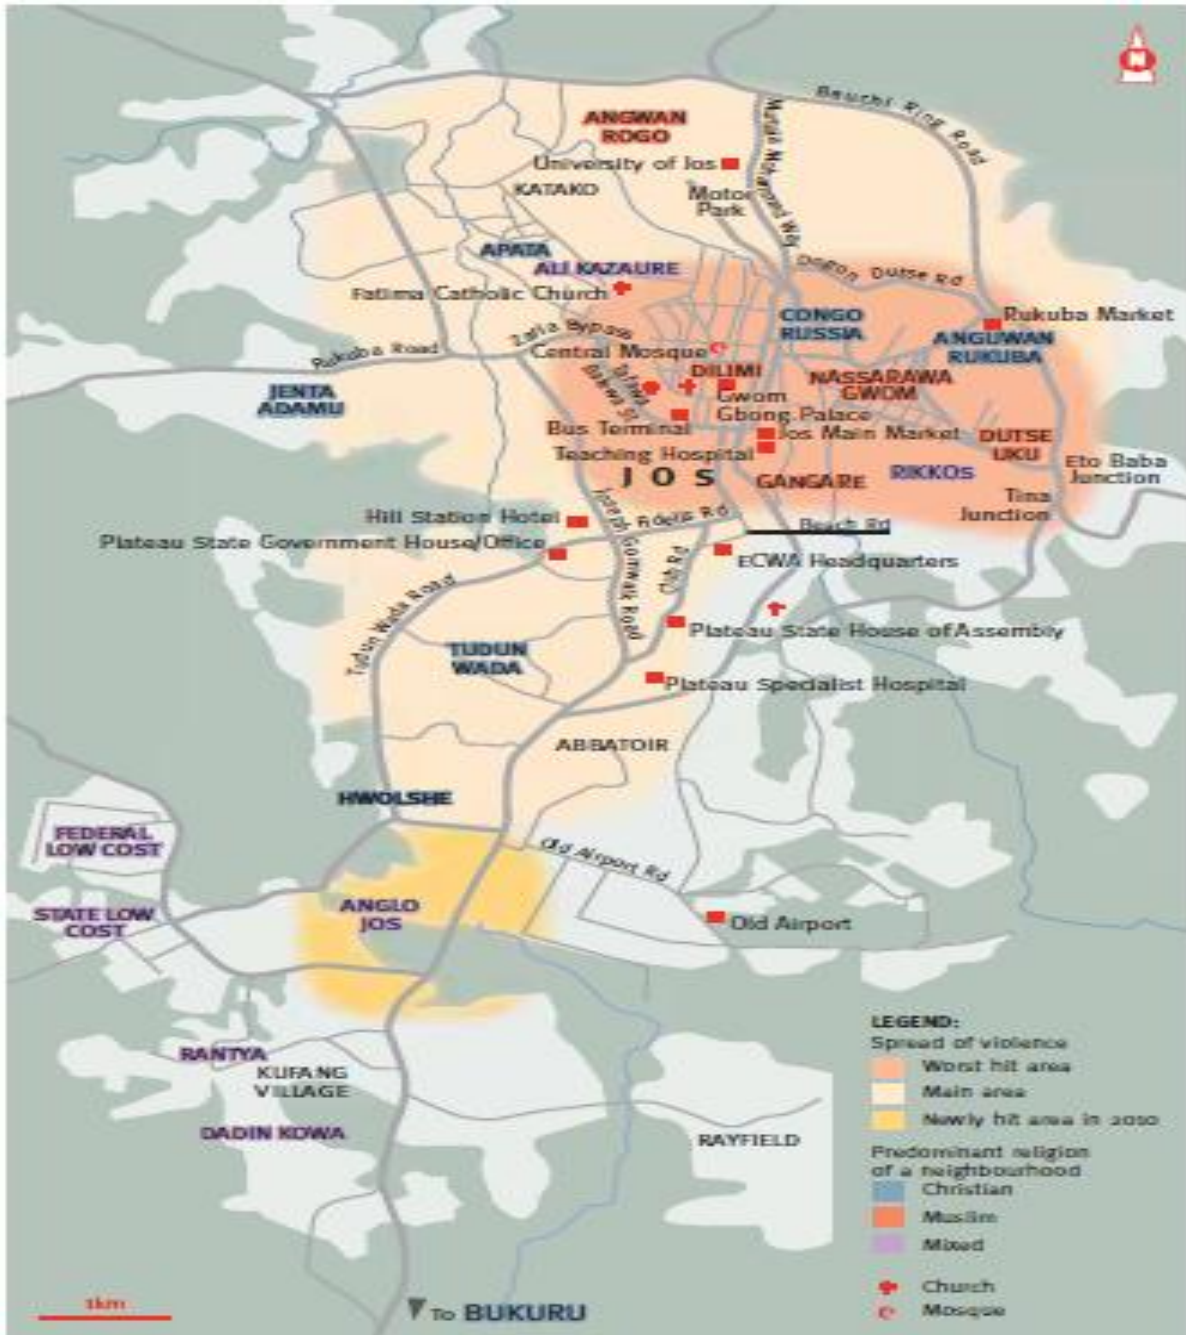 N
Bauchi Ring Road
ANGWAN
ROGO
Murtala Mohammed Way
University of Jos
KATAKO
Motor
Park
APATA
ALI KAZAURE
Dogon Dutse Rd
Fatima Catholic Church
CONGO
RUSSIA
Rukuba Market
ANGUWAN
RUKUBA
Zaria Bypass
Rukuba Road
Central Mosque
DILIMI
NASSARAWA
GWOM
Tafawa
Balewa St
JENTA
ADAMU
Gwom
Gbong Palace
Bus Terminal
Jos Main Market
DUTSE
UKU
Teaching Hospital
JOS
GANGARE
RIKKOS
Eto Baba
Junction
Tina
Junction
Hill Station Hotel
Beach Rd
Plateau State Government House/Office
Joseph Gomwalk Road
Club Rd
ECWA Headquarters
Tudun Wada Road
Plateau State House of Assembly
TUDUN
WADA
Plateau Specialist Hospital
ABBATOIR
HWOLSHE
FEDERAL
LOW COST
Old Airport Rd
STATE LOW
COST
ANGLO
JOS
Old Airport
RANTYA
KUFANG
VILLAGE
DADIN KOWA
RAYFIELD
LEGEND:
Spread of violence
Worst hit area
Main area
Newly hit area in 2010
Predominant religion
of a neighbourhood
Christian
Muslim
Mixed
Church
Mosque
1km
To BUKURU